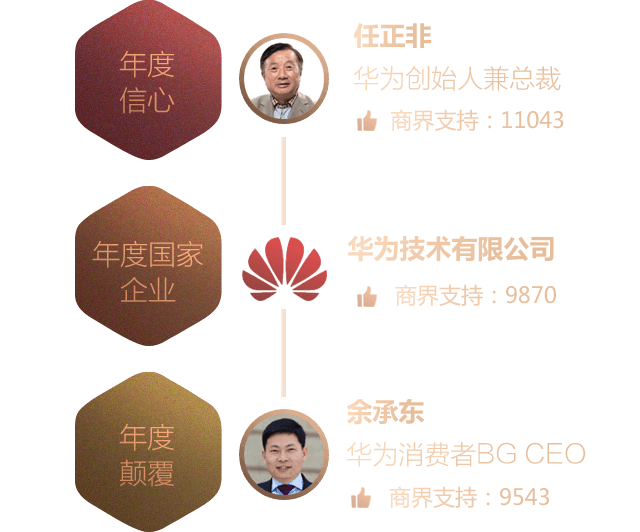 年度
信心
任正非
华为创始人兼总裁
商界支持：11043
年度国家
企业
华为技术有限公司
商界支持：9870
年度
颠覆
余承东
华为消费者BG CEO
商界支持：9543